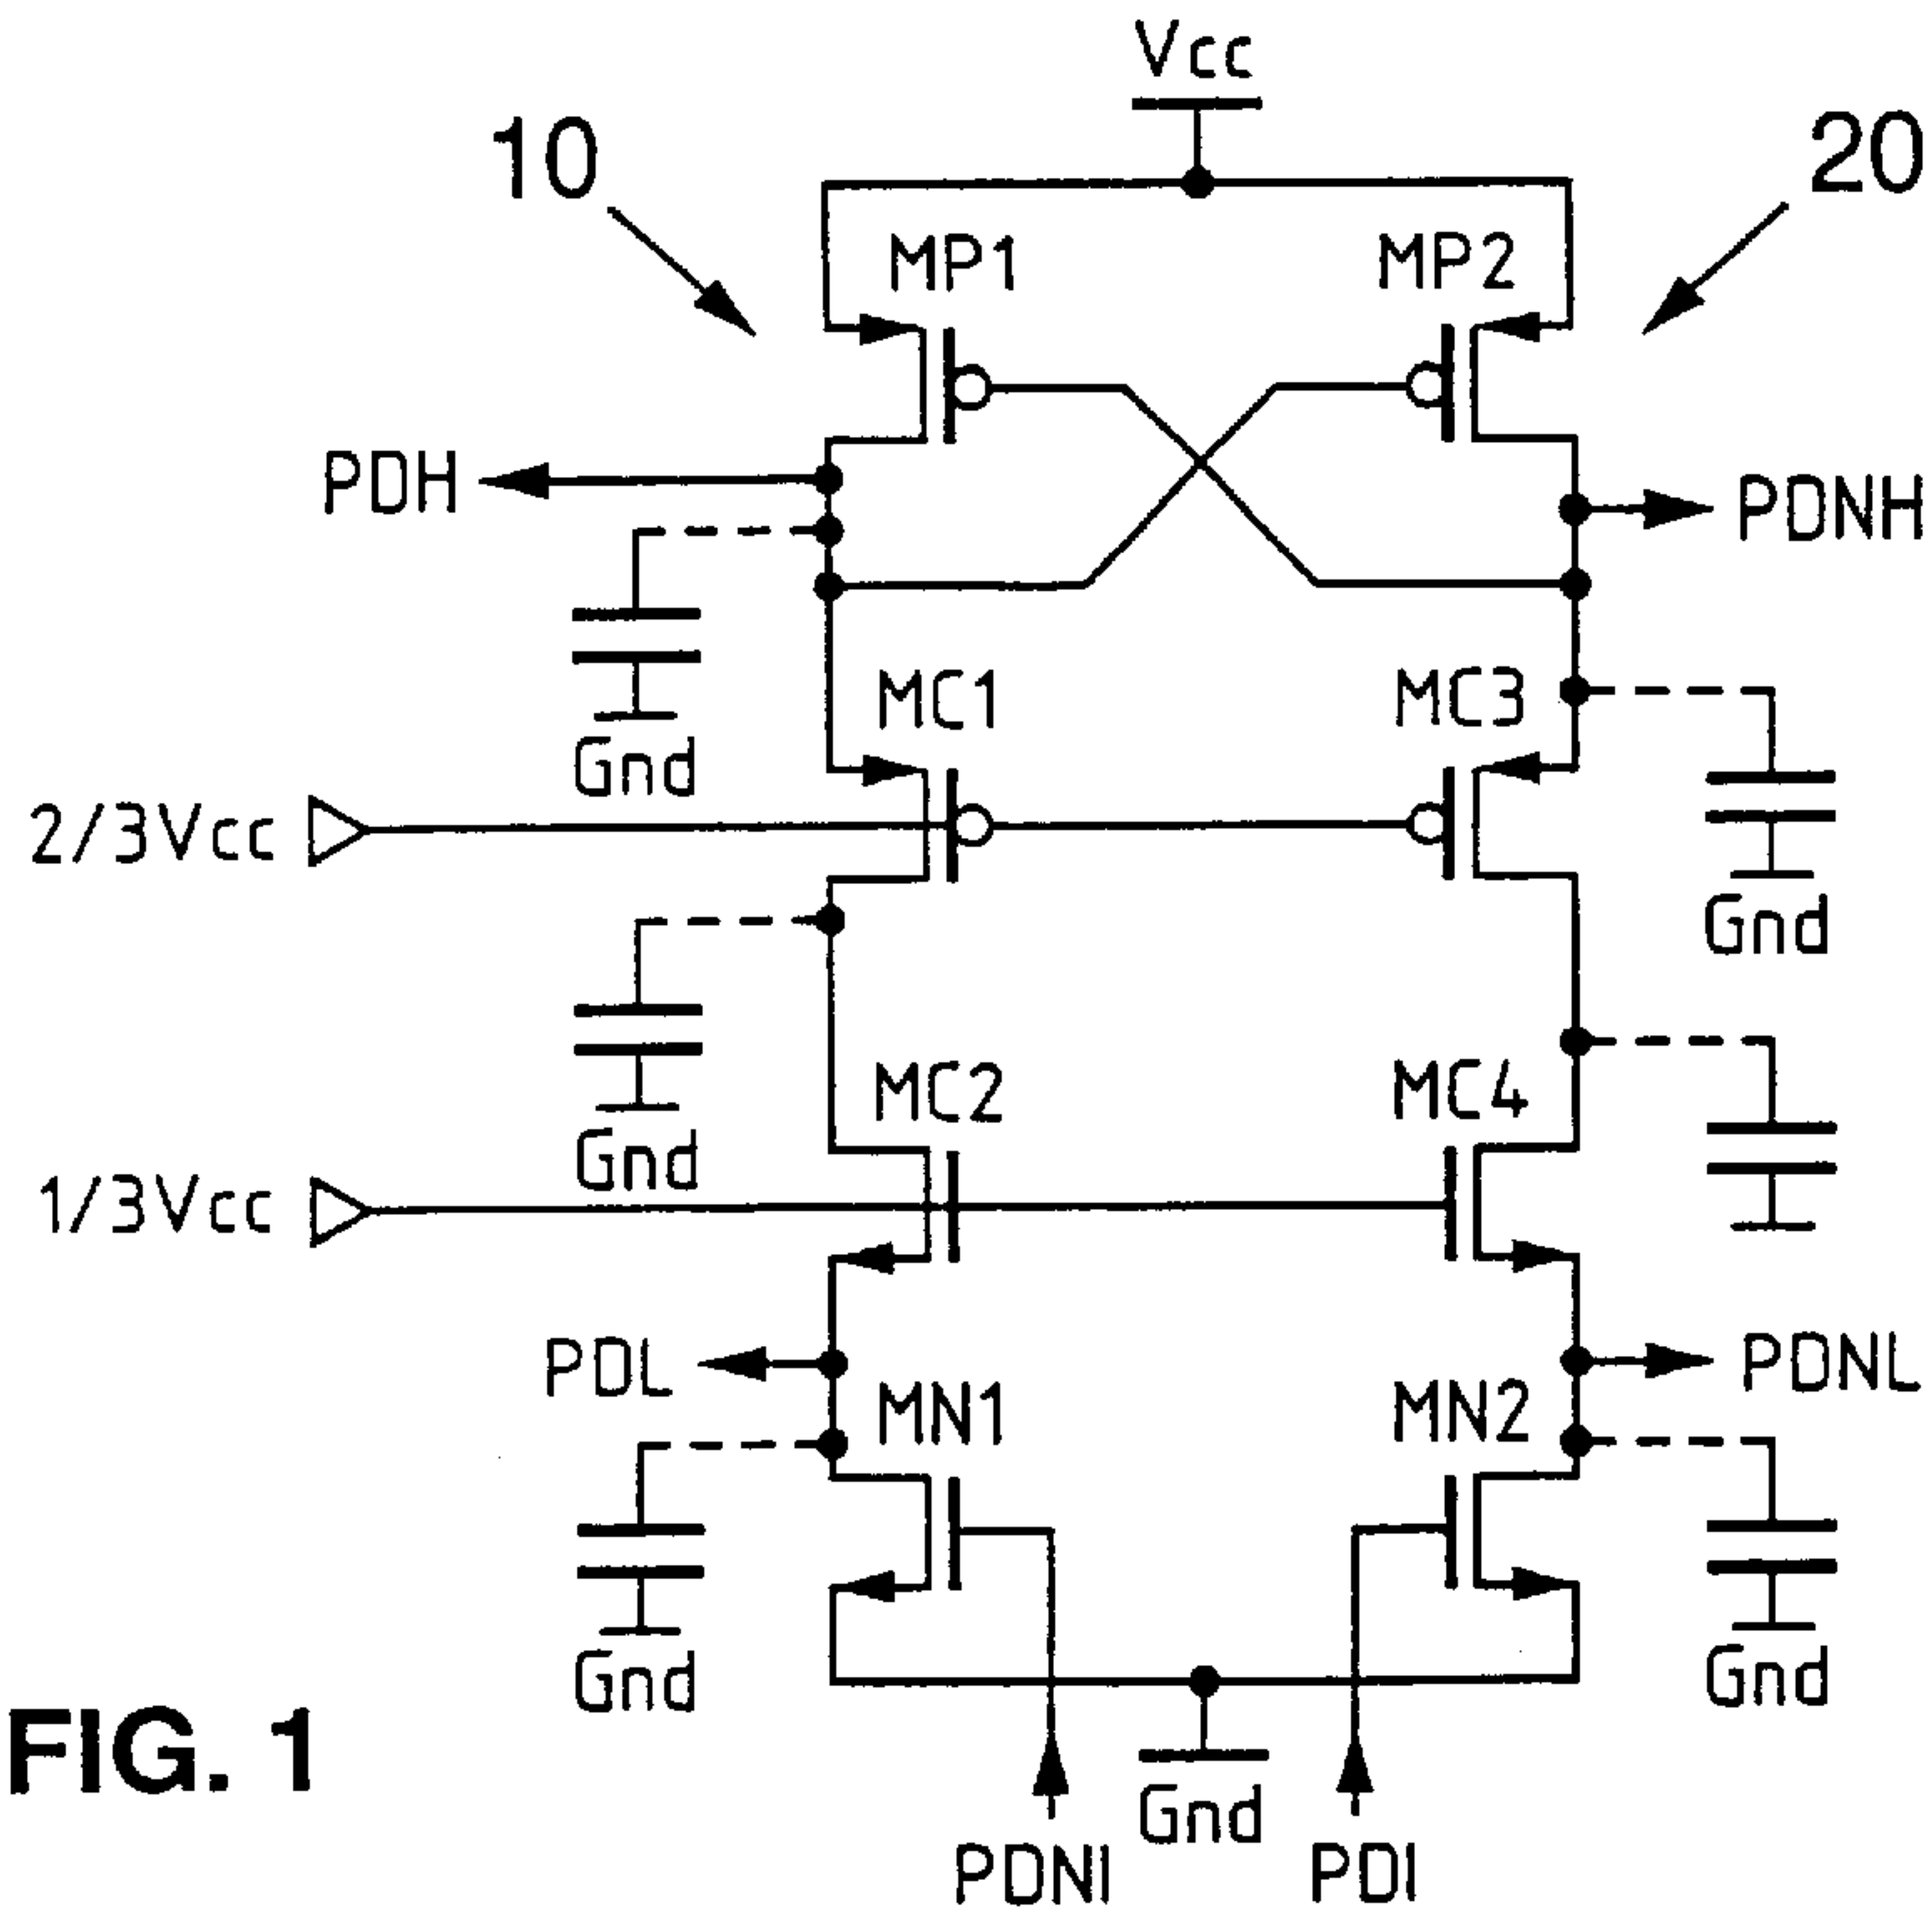 Vcc
10
20
MP1
MP2
PDH
PDNH
MC1
MC3
Gnd
2/3Vcc
Gnd
MC2
MC4
Gnd
1/3Vcc
PDL
PDNL
MN1
MN2
Gnd
Gnd
FIG. 1
Gnd
PDNI
PDI